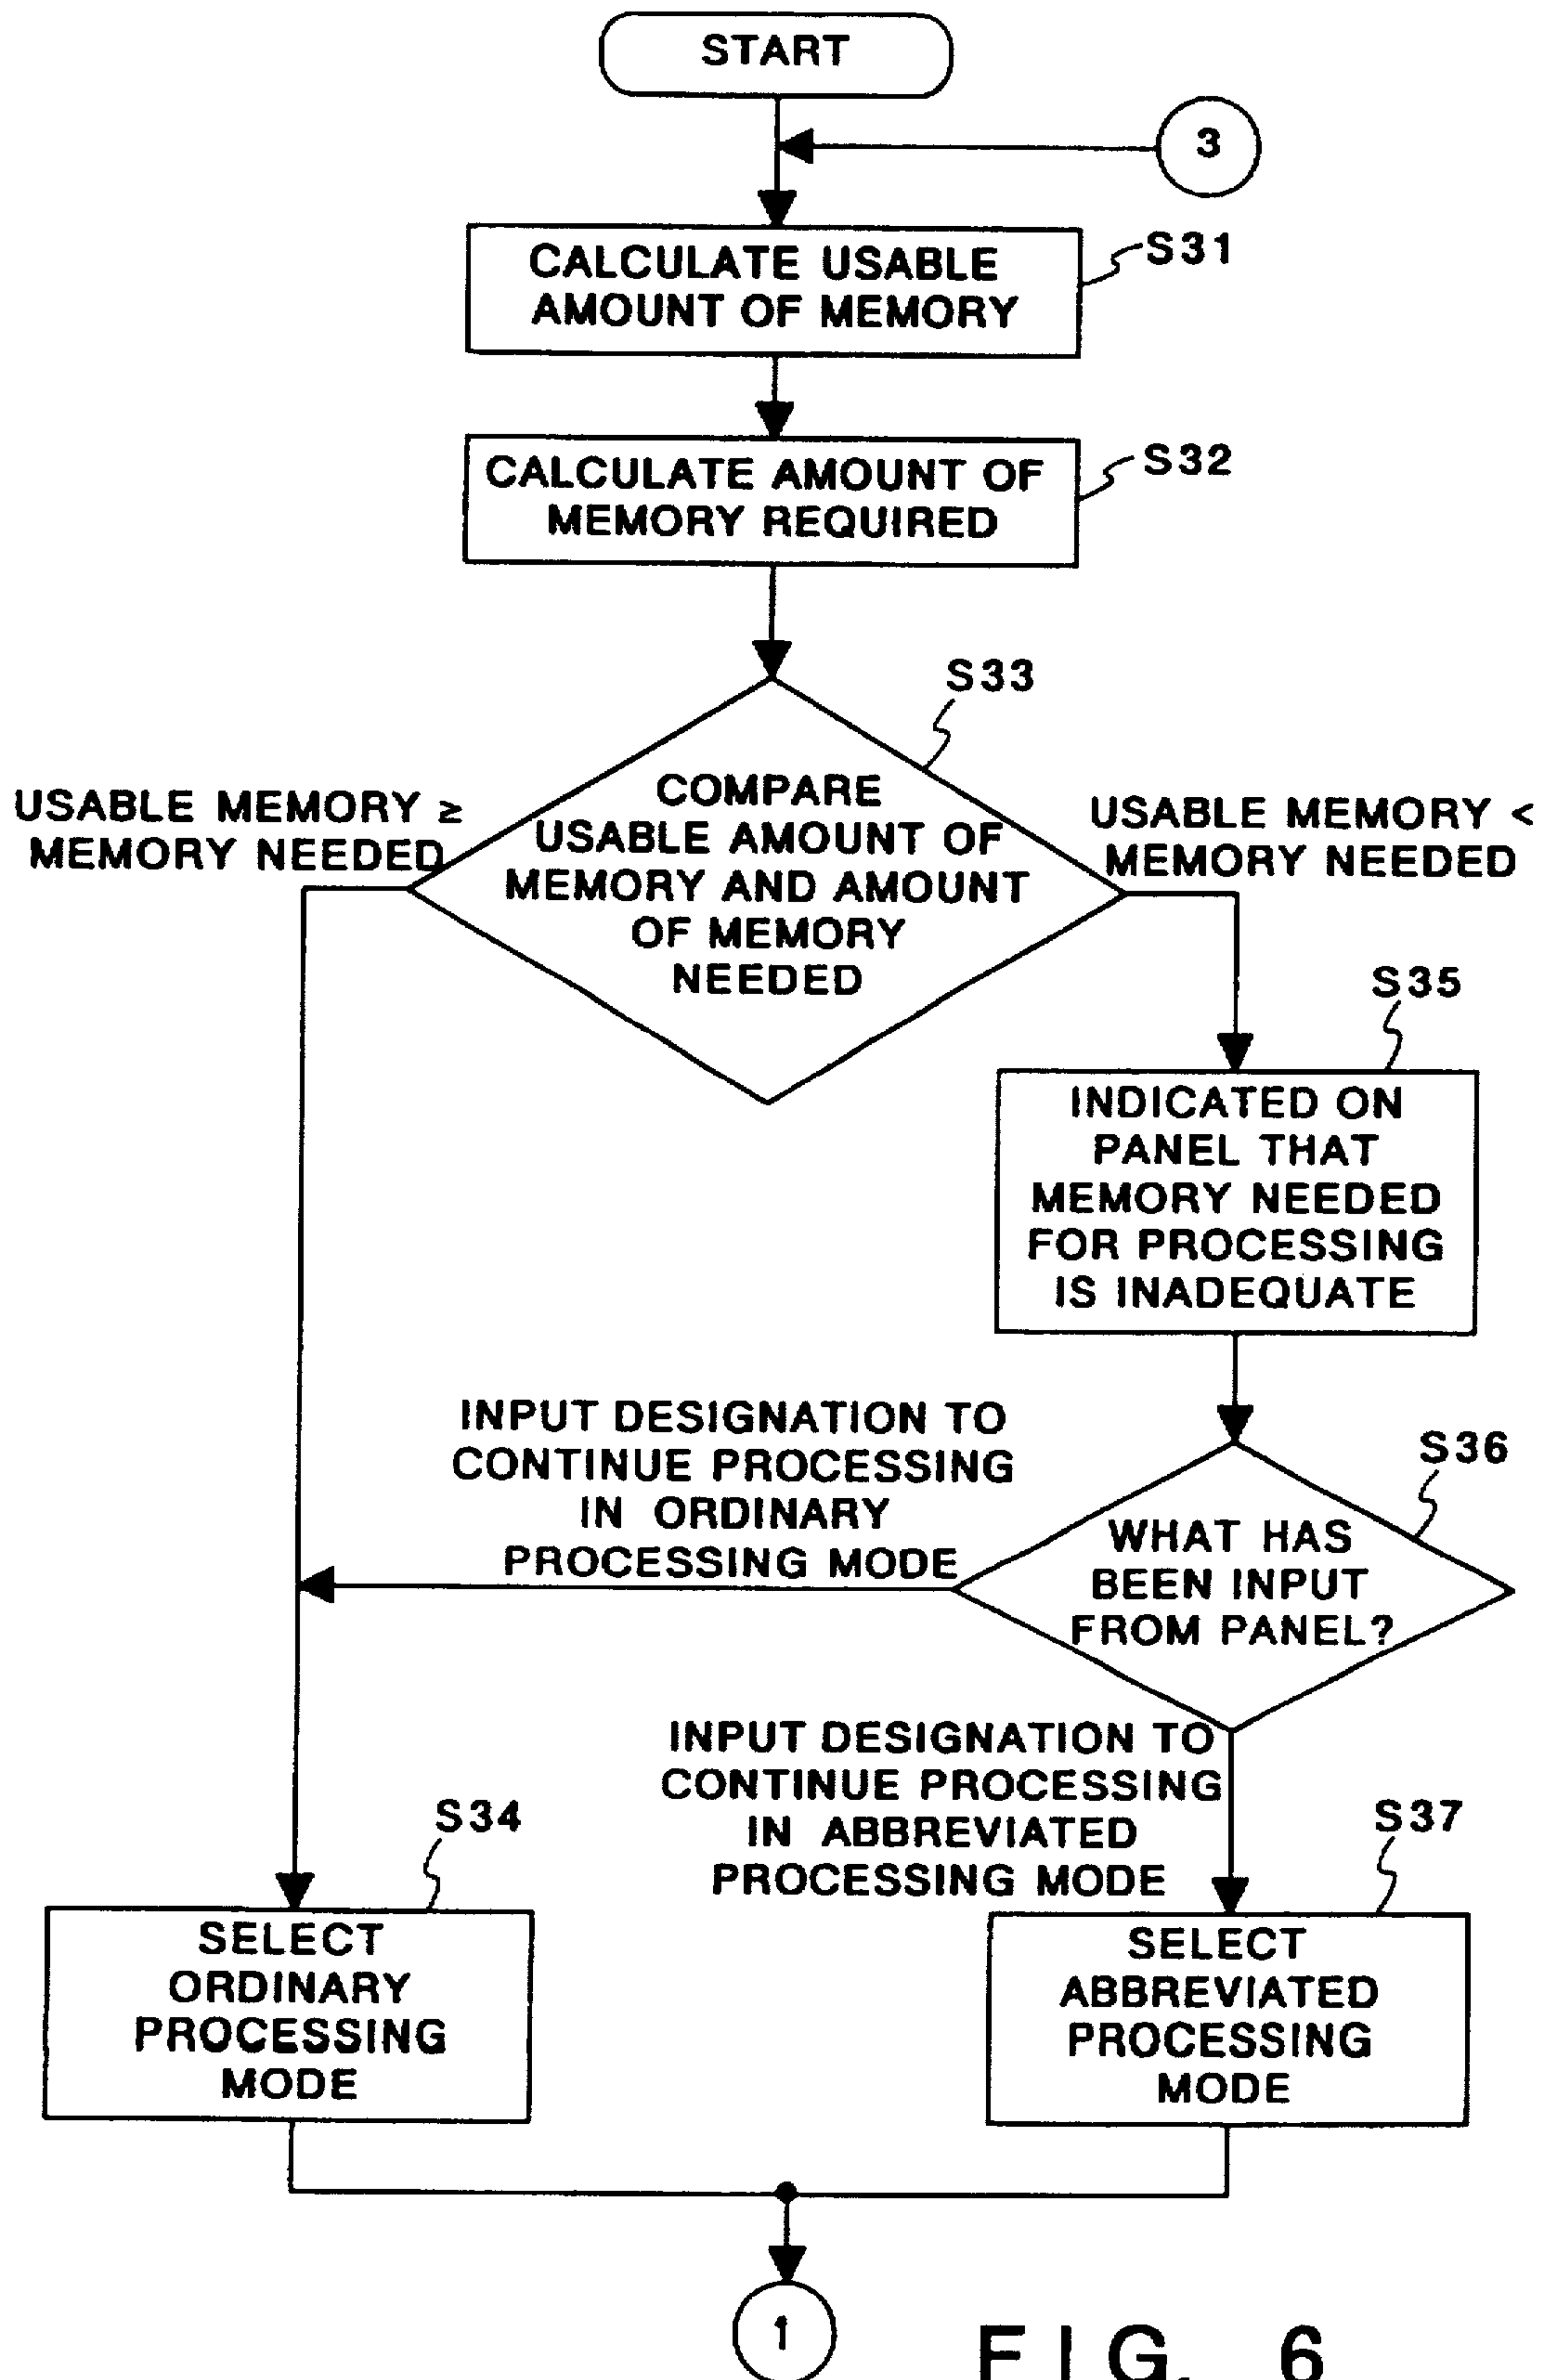 START
3
CALCULATE USABLE
AMOUNT OF MEMORY
S31
CALCULATE AMOUNT OF
MEMORY REQUIRED
S32
S33
COMPARE
USABLE AMOUNT OF
MEMORY AND AMOUNT
OF MEMORY
NEEDED
USABLE MEMORY ≥
MEMORY NEEDED
USABLE MEMORY <
MEMORY NEEDED
S35
INDICATED ON
PANEL THAT
MEMORY NEEDED
FOR PROCESSING
IS INADEQUATE
INPUT DESIGNATION TO
CONTINUE PROCESSING
IN ORDINARY
PROCESSING MODE
S36
WHAT HAS
BEEN INPUT
FROM PANEL?
INPUT DESIGNATION TO
CONTINUE PROCESSING
IN ABBREVIATED
PROCESSING MODE
S34
SELECT
ORDINARY
PROCESSING
MODE
S37
SELECT
ABBREVIATED
PROCESSING
MODE
1
FIG. 6